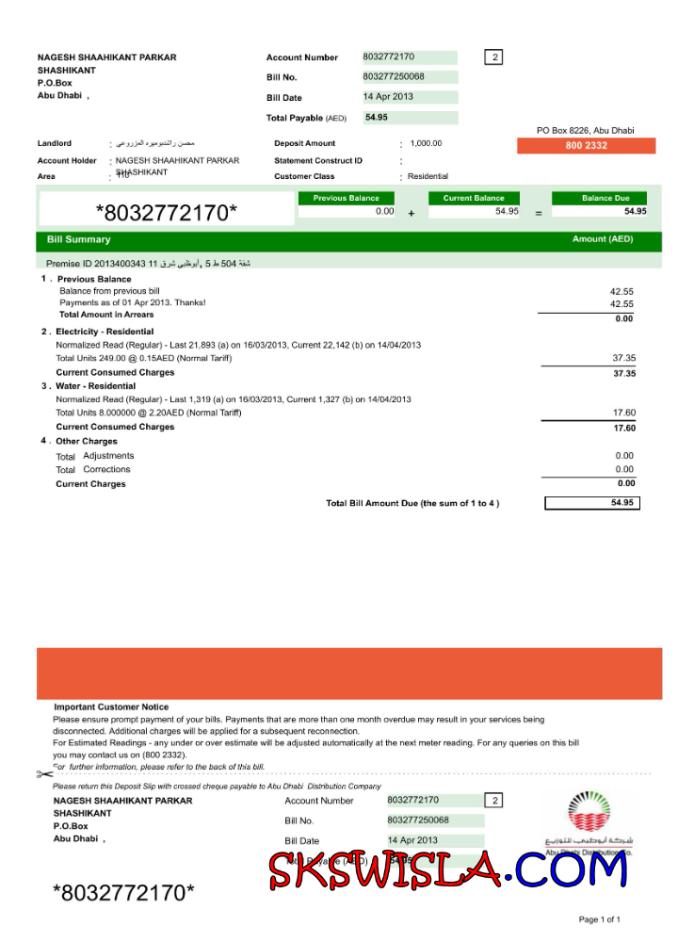 NAGESH SHAAHIKANT PARKAR
SHASHIKANT
P.O.Box
Abu Dhabi ,
Account Number 8032772170 2
Bill No. 803277250068
Bill Date 14 Apr 2013
Total Payable (AED) 54.95
PO Box 8226, Abu Dhabi
800 2332
Landlord :
Deposit Amount : 1,000.00
Account Holder : NAGESH SHAAHIKANT PARKAR
SHASHIKANT
Statement Construct ID :
Area :
Customer Class : Residential
*8032772170*
Previous Balance Current Balance Balance Due
0.00 + 54.95 = 54.95
Bill Summary Amount (AED)
Premise ID 2013400343 شقة 504 ط 5 ,أبوظبي شرق 11
1 . Previous Balance
Balance from previous bill 42.55
Payments as of 01 Apr 2013. Thanks! 42.55
Total Amount in Arrears 0.00
2 . Electricity - Residential
Normalized Read (Regular) - Last 21,893 (a) on 16/03/2013, Current 22,142 (b) on 14/04/2013
Total Units 249.00 @ 0.15AED (Normal Tariff) 37.35
Current Consumed Charges 37.35
3 . Water - Residential
Normalized Read (Regular) - Last 1,319 (a) on 16/03/2013, Current 1,327 (b) on 14/04/2013
Total Units 8.000000 @ 2.20AED (Normal Tariff) 17.60
Current Consumed Charges 17.60
4 . Other Charges
Total Adjustments 0.00
Total Corrections 0.00
Current Charges 0.00
Total Bill Amount Due (the sum of 1 to 4 ) 54.95
Important Customer Notice
Please ensure prompt payment of your bills. Payments that are more than one month overdue may result in your services being
disconnected. Additional charges will be applied for a subsequent reconnection.
For Estimated Readings - any under or over estimate will be adjusted automatically at the next meter reading. For any queries on this bill
you may contact us on (800 2332).
For further information, please refer to the back of this bill.
Please return this Deposit Slip with crossed cheque payable to Abu Dhabi Distribution Company
NAGESH SHAAHIKANT PARKAR
SHASHIKANT
P.O.Box
Abu Dhabi ,
Account Number 8032772170 2
Bill No. 803277250068
Bill Date 14 Apr 2013
Total Payable (AED) 54.95
شركة أبوظبي للتوزيع
Abu Dhabi Distribution Co.
SKSWISLA.COM
*8032772170*
Page 1 of 1